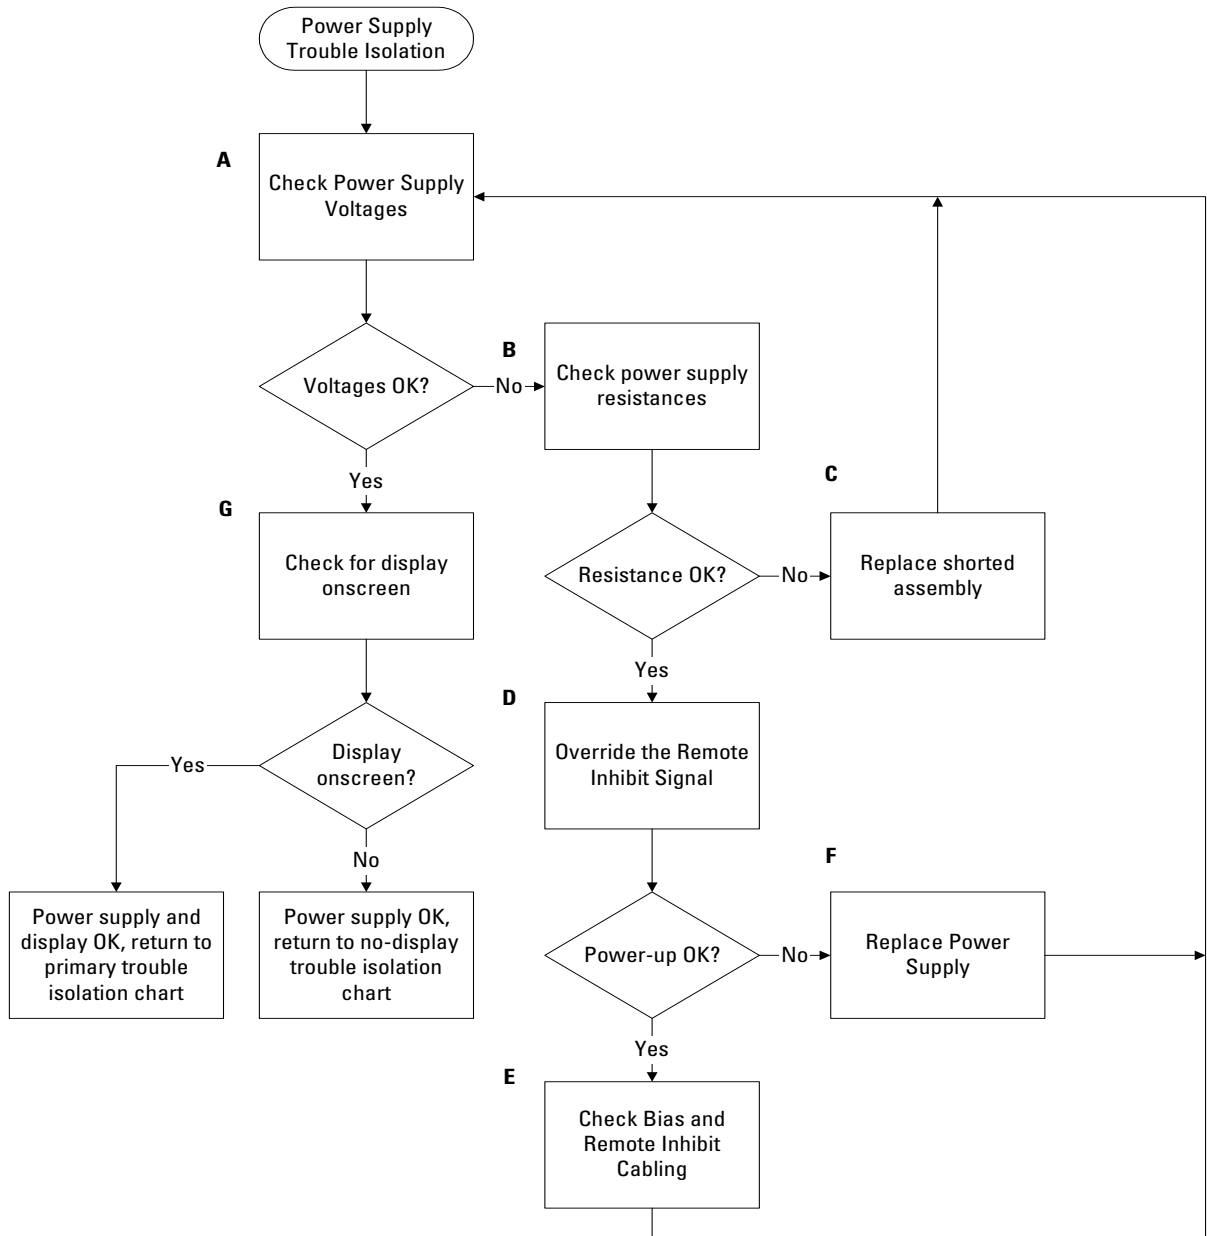 Power Supply
Trouble Isolation
A
Check Power Supply
Voltages
Voltages OK?
No
B
Check power supply
resistances
Yes
G
Check for display
onscreen
Resistance OK?
No
C
Replace shorted
assembly
Yes
D
Override the Remote
Inhibit Signal
Display
onscreen?
Yes
No
Power supply and
display OK, return to
primary trouble
isolation chart
Power supply OK,
return to no-display
trouble isolation
chart
Power-up OK?
No
F
Replace Power
Supply
Yes
E
Check Bias and
Remote Inhibit
Cabling